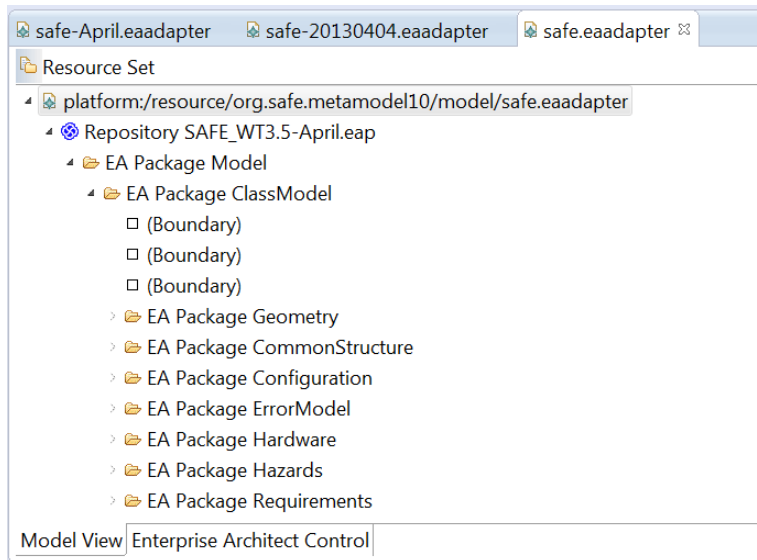 safe-April.eaadapter safe-20130404.eaadapter safe.eaadapter
Resource Set
platform:/resource/org.safe.metamodel10/model/safe.eaadapter
Repository SAFE_WT3.5-April.eap
EA Package Model
EA Package ClassModel
(Boundary)
(Boundary)
(Boundary)
EA Package Geometry
EA Package CommonStructure
EA Package Configuration
EA Package ErrorModel
EA Package Hardware
EA Package Hazards
EA Package Requirements
Model View Enterprise Architect Control